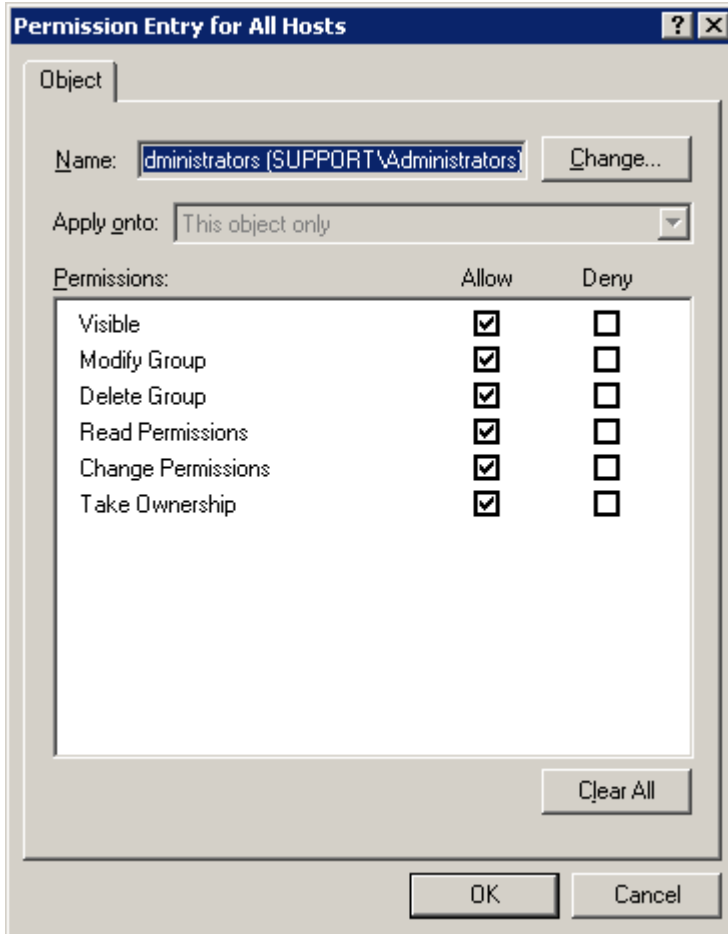 Permission Entry for All Hosts
Object
Name: dministrators (SUPPORT\Administrators) Change...
Apply onto: This object only
Permissions: Allow Deny
Visible
Modify Group
Delete Group
Read Permissions
Change Permissions
Take Ownership
Clear All
OK Cancel